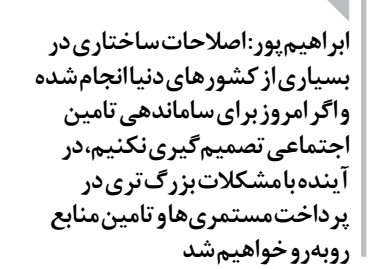 ابراهیم‌پور: اصلاحات ساختاری در
بسیاری از کشورهای دنیا انجام شده
و اگر امروز برای ساماندهی تامین
اجتماعی تصمیم گیری نکنیم، در
آینده با مشکلات بزرگ تری در
پرداخت مستمری ها و تامین منابع
روبه رو خواهیم شد